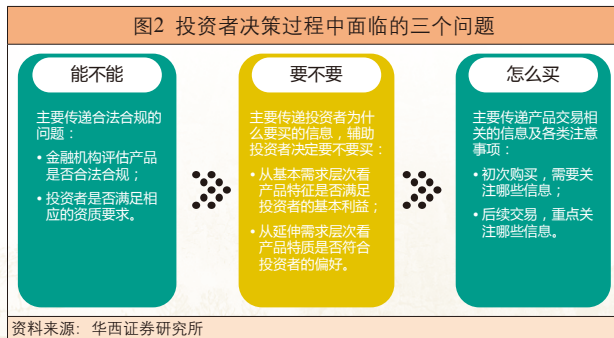 图2 投资者决策过程中面临的三个问题
能不能
主要传递合法合规的
问题：
• 金融机构评估产品
是否合法合规；
• 投资者是否满足相
应的资质要求。
要不要
主要传递投资者为什
么要买的信息，辅助
投资者决定要不要买：
• 从基本需求层次看
产品特征是否满足
投资者的基本利益；
• 从延伸需求层次看
产品特质是否符合
投资者的偏好。
怎么买
主要传递产品交易相
关的信息及各类注意
事项：
• 初次购买，需要关
注哪些信息；
• 后续交易，重点关
注哪些信息。
资料来源：华西证券研究所